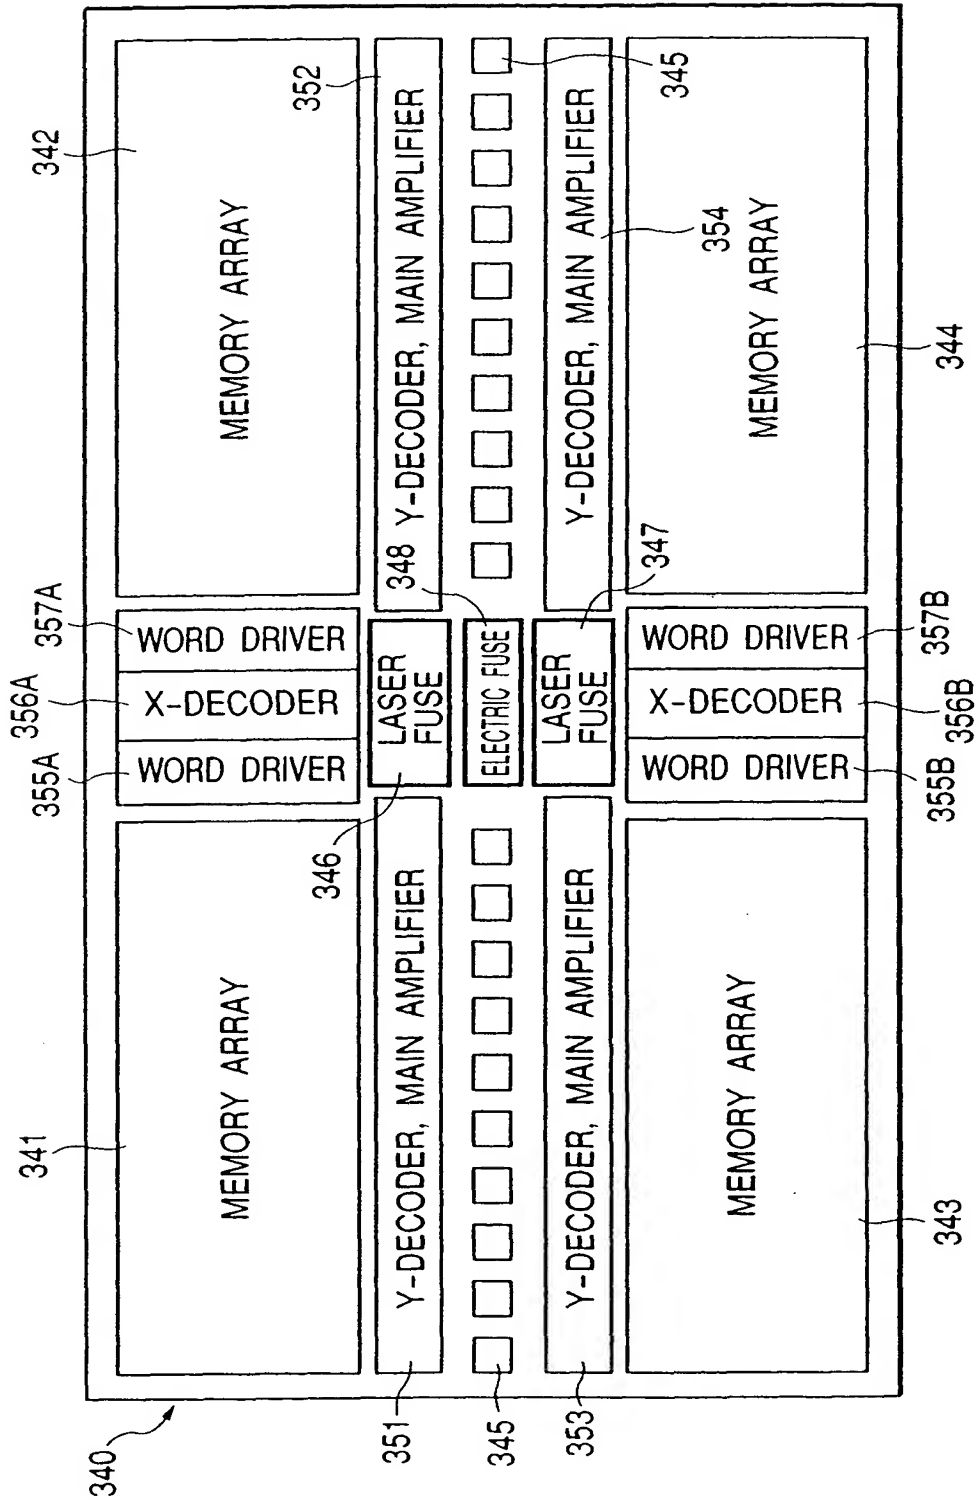 340
341
355A
356A
357A
342
MEMORY ARRAY
WORD DRIVER
X-DECODER
WORD DRIVER
MEMORY ARRAY
346
352
351
Y-DECODER, MAIN AMPLIFIER
LASER
FUSE
Y-DECODER, MAIN AMPLIFIER
348
345
ELECTRIC FUSE
345
353
Y-DECODER, MAIN AMPLIFIER
LASER
FUSE
Y-DECODER, MAIN AMPLIFIER
347
354
MEMORY ARRAY
WORD DRIVER
X-DECODER
WORD DRIVER
MEMORY ARRAY
343
355B
356B
357B
344